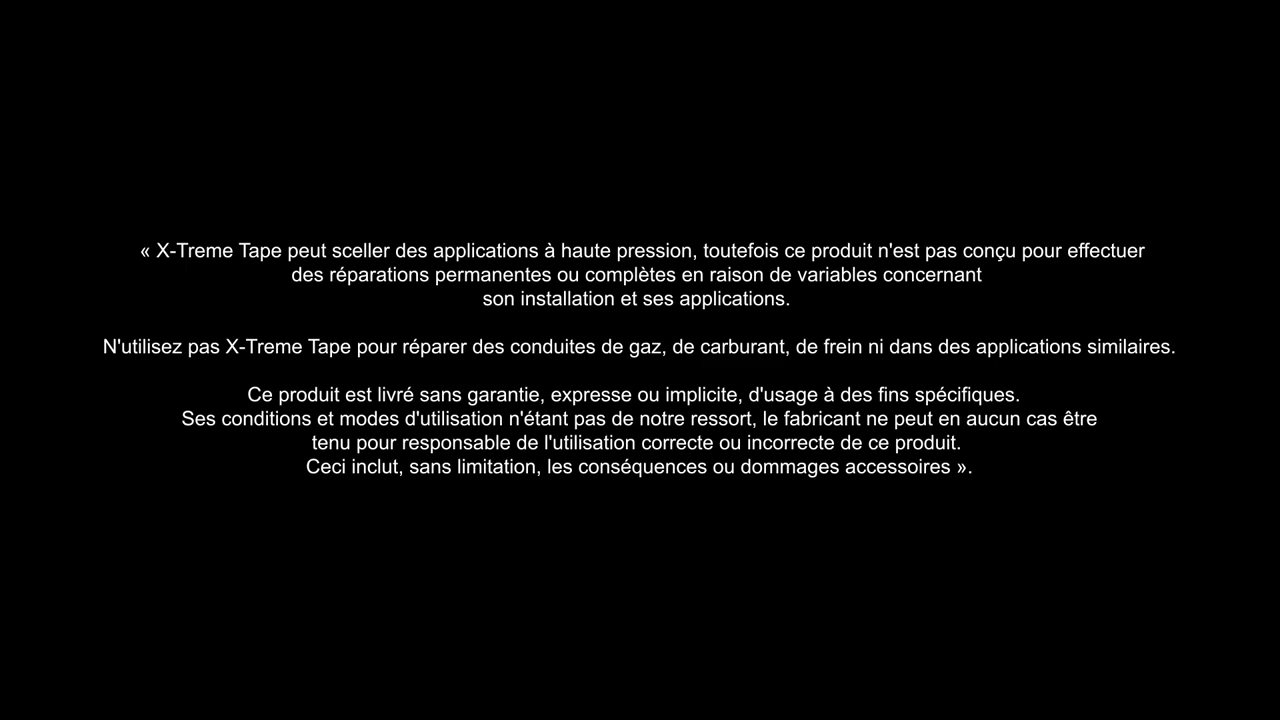 « X-Treme Tape peut sceller des applications à haute pression, toutefois ce produit n'est pas conçu pour effectuer
des réparations permanentes ou complètes en raison de variables concernant
son installation et ses applications.
N'utilisez pas X-Treme Tape pour réparer des conduites de gaz, de carburant, de frein ni dans des applications similaires.
Ce produit est livré sans garantie, expresse ou implicite, d'usage à des fins spécifiques.
Ses conditions et modes d'utilisation n'étant pas de notre ressort, le fabricant ne peut en aucun cas être
tenu pour responsable de l'utilisation correcte ou incorrecte de ce produit.
Ceci inclut, sans limitation, les conséquences ou dommages accessoires ».